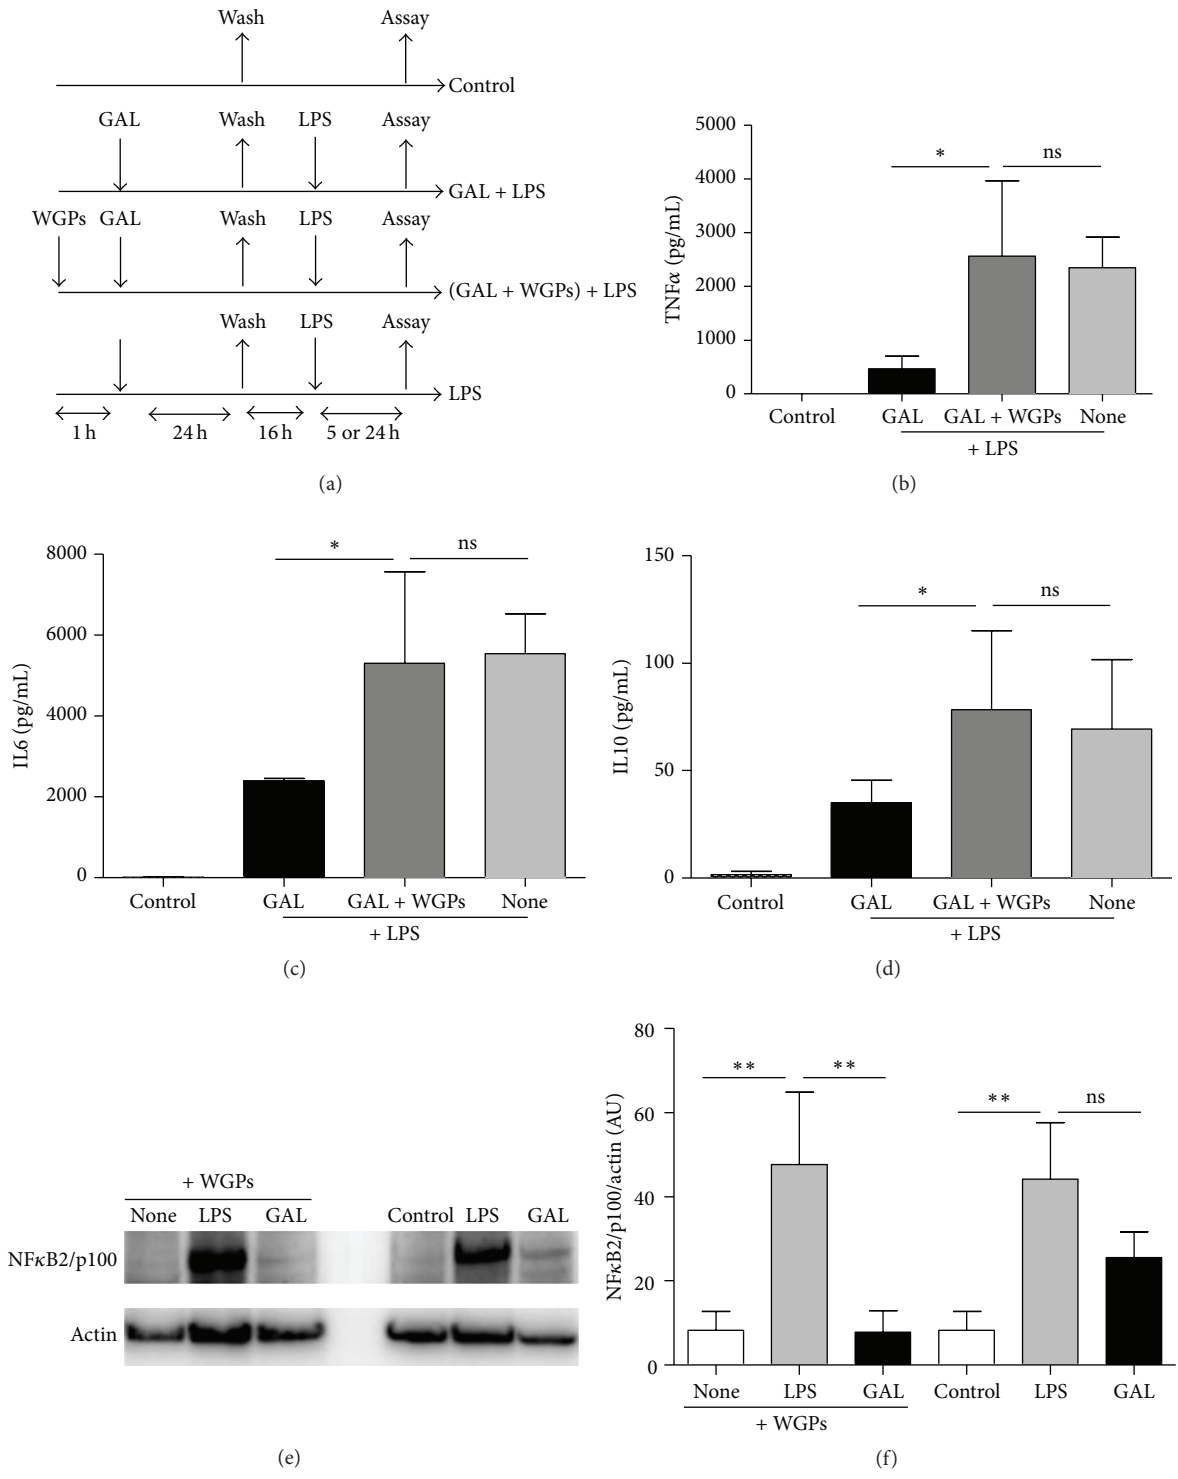 Wash Assay
Control
GAL Wash LPS Assay
GAL + LPS
WGPs GAL Wash LPS Assay
(GAL + WGPs) + LPS
Wash LPS Assay
LPS
1 h 24 h 16 h 5 or 24 h
(a)
5000
4000
3000
2000
1000
0
TNFα (pg/mL)
* ns
Control GAL GAL + WGPs None
+ LPS
(b)
8000
6000
4000
2000
0
IL6 (pg/mL)
* ns
Control GAL GAL + WGPs None
+ LPS
(c)
150
100
50
0
IL10 (pg/mL)
* ns
Control GAL GAL + WGPs None
+ LPS
(d)
+ WGPs
None LPS GAL Control LPS GAL
NFκB2/p100
Actin
(e)
80
60
40
20
0
NFκB2/p100/actin (AU)
** ** ** ns
None LPS GAL Control LPS GAL
+ WGPs
(f)